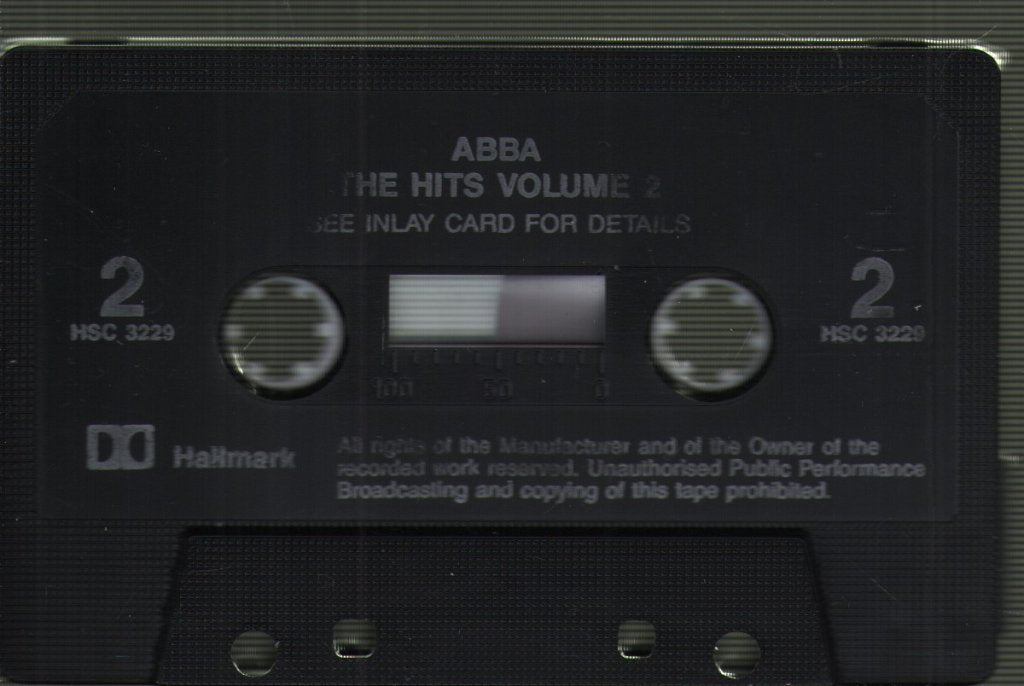 ABBA
THE HITS VOLUME 2
SEE INLAY CARD FOR DETAILS
2
HSC 3229
2
HSC 3229
100 50 0
Hallmark
All rights of the Manufacturer and of the Owner of the
recorded work reserved. Unauthorised Public Performance
Broadcasting and copying of this tape prohibited.